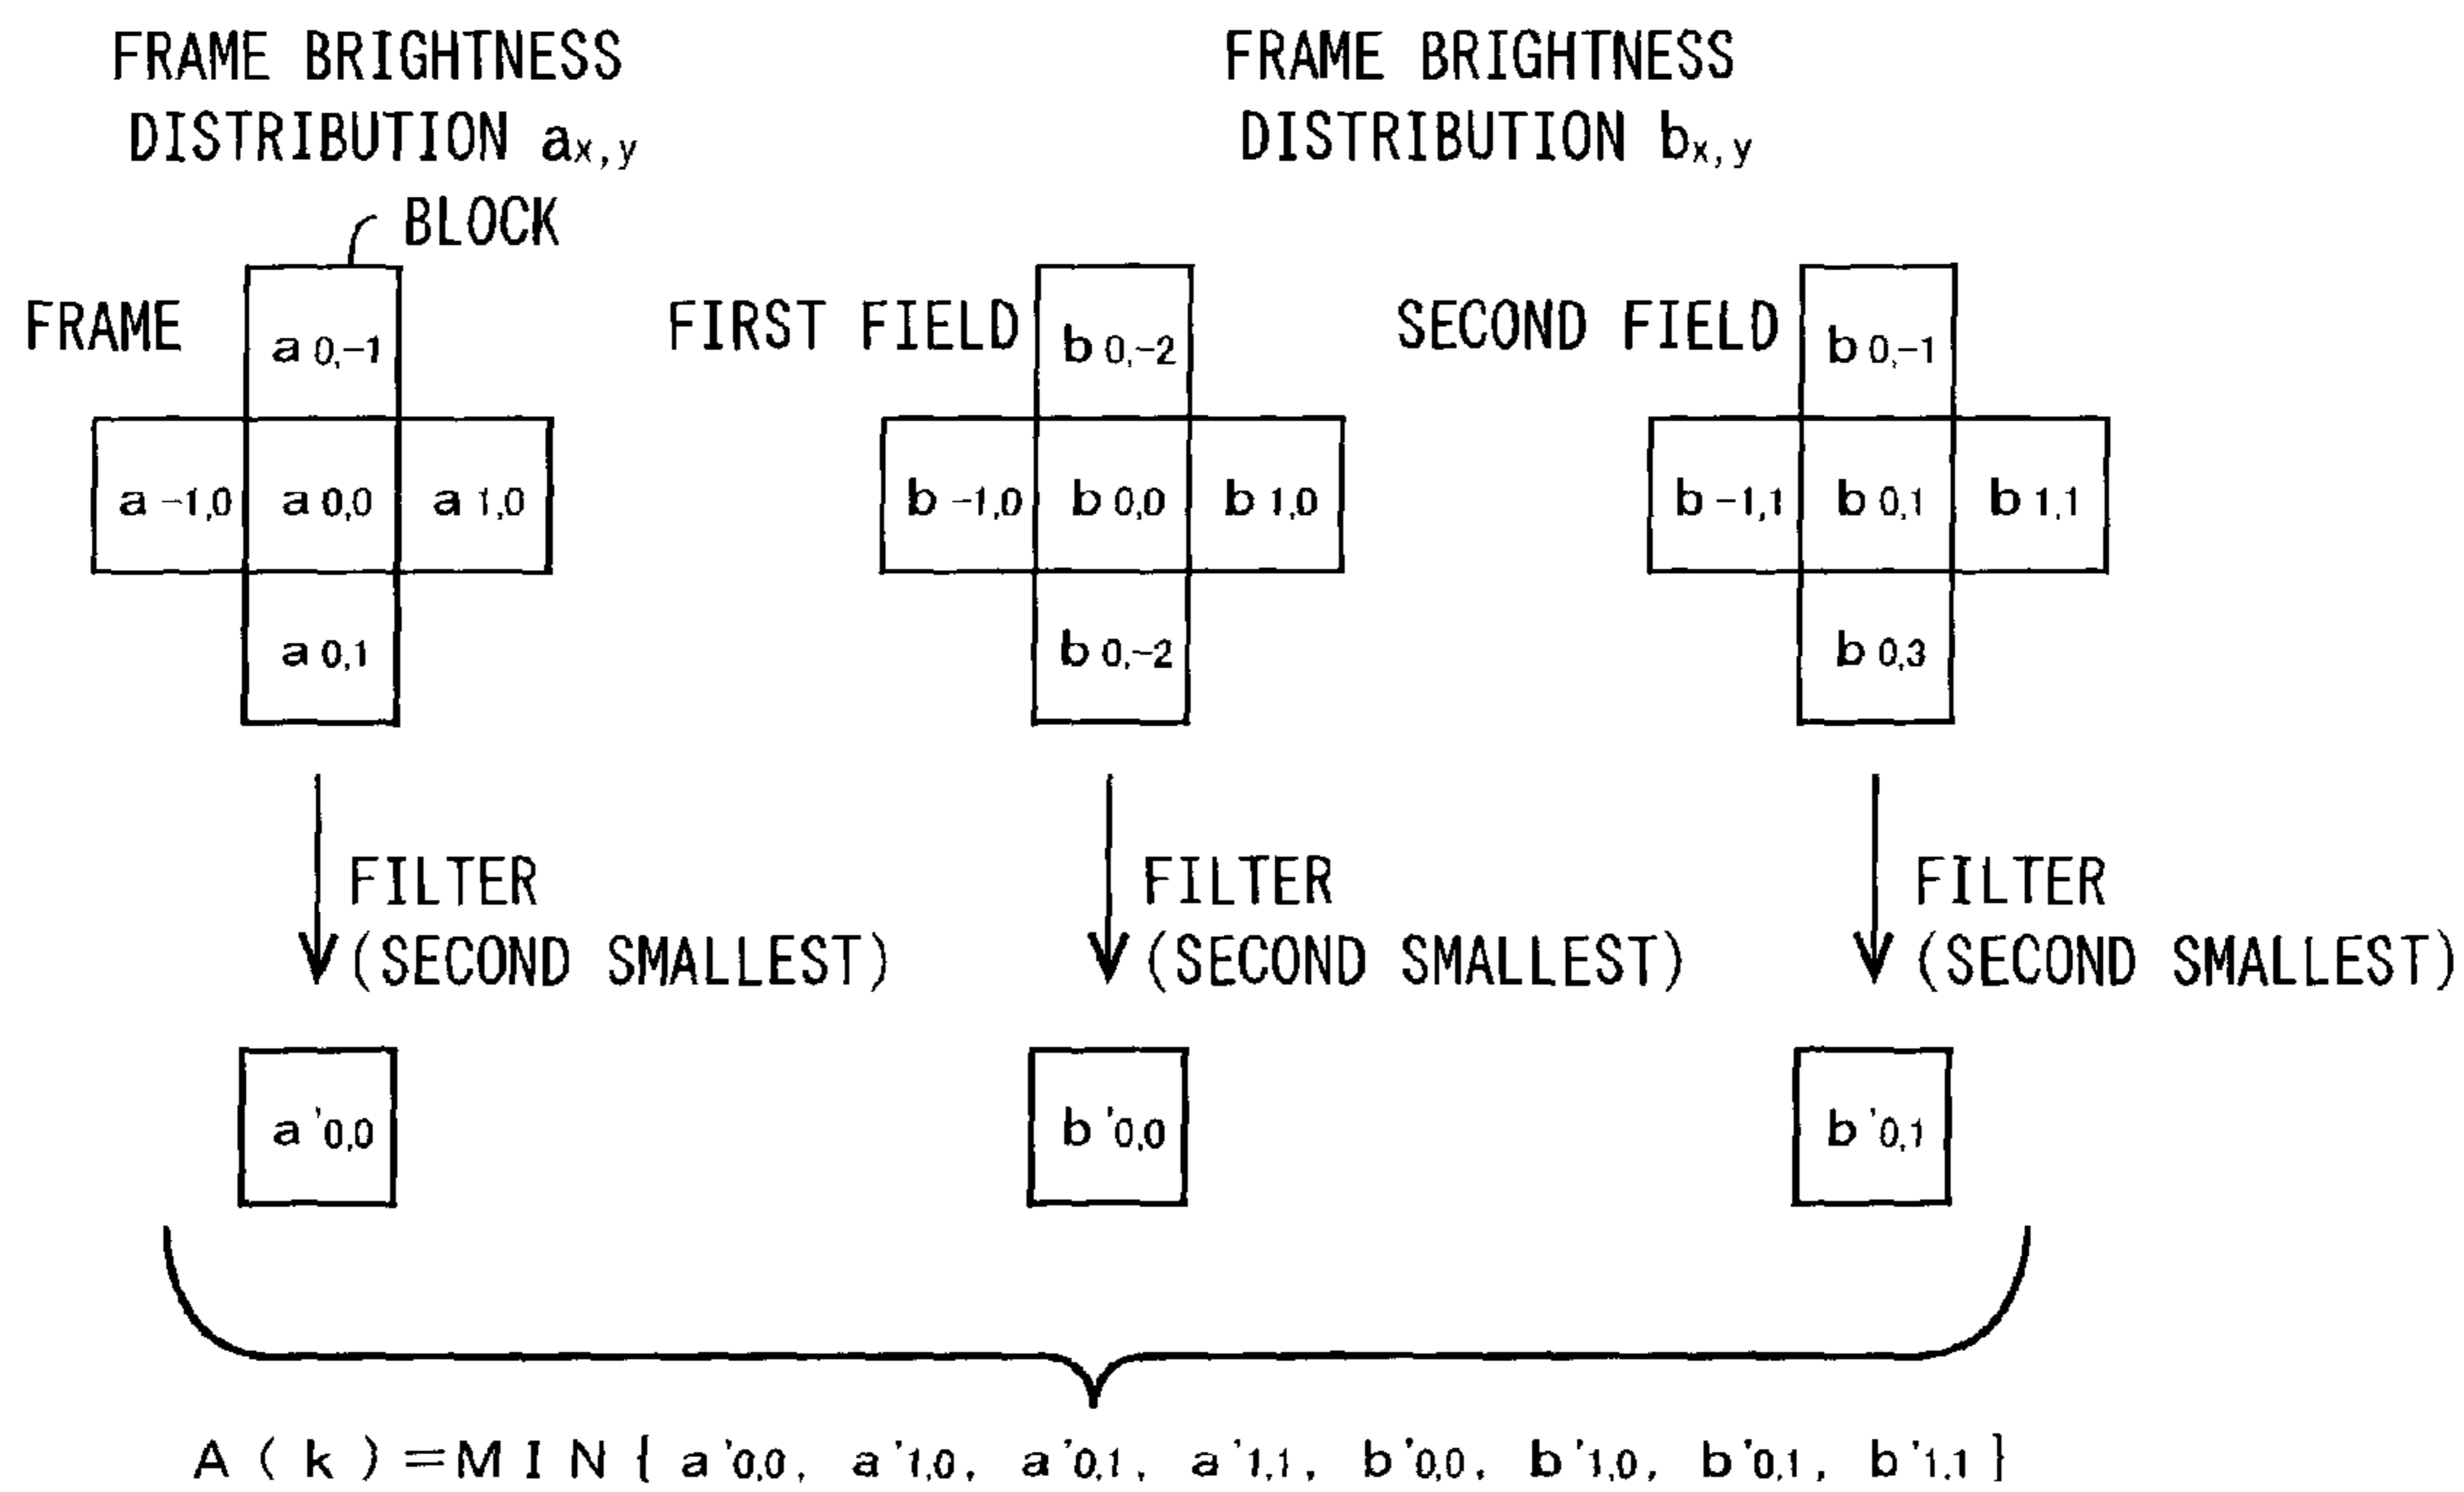 FRAME BRIGHTNESS
DISTRIBUTION ax,y
FRAME BRIGHTNESS
DISTRIBUTION bx,y
BLOCK
FRAME
a 0,-1
a -1,0 a 0,0 a 1,0
a 0,1
FIRST FIELD
b 0,-2
b -1,0 b 0,0 b 1,0
b 0,-2
SECOND FIELD
b 0,-1
b -1,1 b 0,1 b 1,1
b 0,3
FILTER
(SECOND SMALLEST)
FILTER
(SECOND SMALLEST)
FILTER
(SECOND SMALLEST)
a'0,0
b'0,0
b'0,1
A(k)=MIN{ a'0,0, a'1,0, a'0,1, a'1,1, b'0,0, b'1,0, b'0,1, b'1,1 }